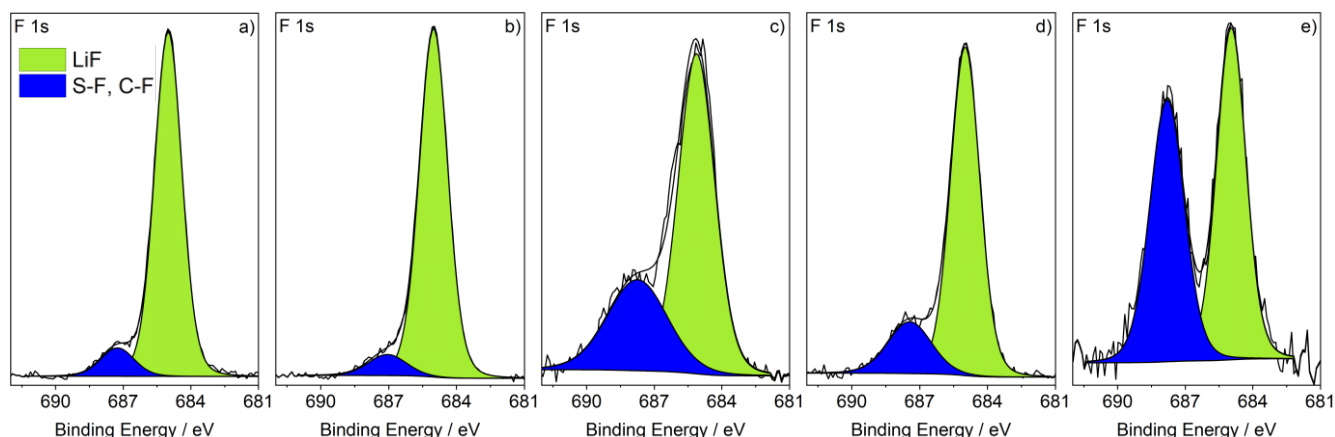 F 1s a)
LiF
S-F, C-F
690 687 684 681
Binding Energy / eV
F 1s b)
690 687 684 681
Binding Energy / eV
F 1s c)
690 687 684 681
Binding Energy / eV
F 1s d)
690 687 684 681
Binding Energy / eV
F 1s e)
690 687 684 681
Binding Energy / eV